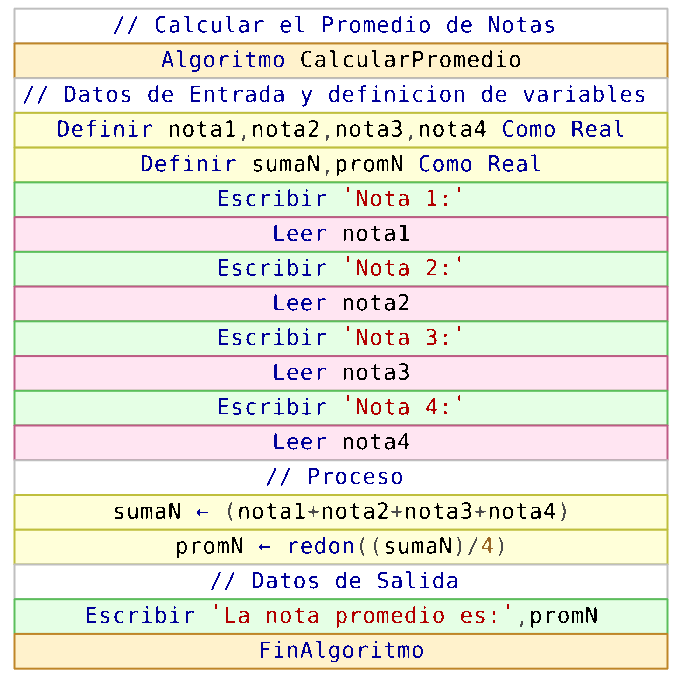 // Calcular el Promedio de Notas
Algoritmo CalcularPromedio
// Datos de Entrada y definicion de variables
Definir nota1,nota2,nota3,nota4 Como Real
Definir sumaN,promN Como Real
Escribir 'Nota 1:'
Leer nota1
Escribir 'Nota 2:'
Leer nota2
Escribir 'Nota 3:'
Leer nota3
Escribir 'Nota 4:'
Leer nota4
// Proceso
sumaN ← (nota1+nota2+nota3+nota4)
promN ← redon((sumaN)/4)
// Datos de Salida
Escribir 'La nota promedio es:',promN
FinAlgoritmo